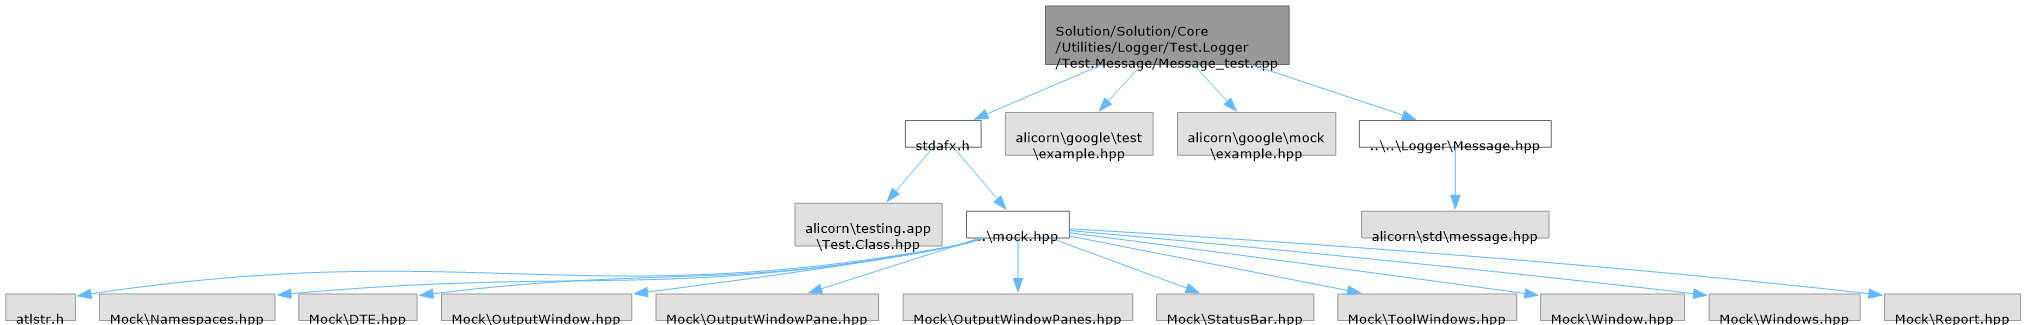 Solution/Solution/Core
/Utilities/Logger/Test.Logger
/Test.Message/Message_test.cpp
stdafx.h
alicorn\google\test
\example.hpp
alicorn\google\mock
\example.hpp
..\..\Logger\Message.hpp
alicorn\testing.app
\Test.Class.hpp
..\mock.hpp
alicorn\std\message.hpp
atlstr.h
Mock\Namespaces.hpp
Mock\DTE.hpp
Mock\OutputWindow.hpp
Mock\OutputWindowPane.hpp
Mock\OutputWindowPanes.hpp
Mock\StatusBar.hpp
Mock\ToolWindows.hpp
Mock\Window.hpp
Mock\Windows.hpp
Mock\Report.hpp